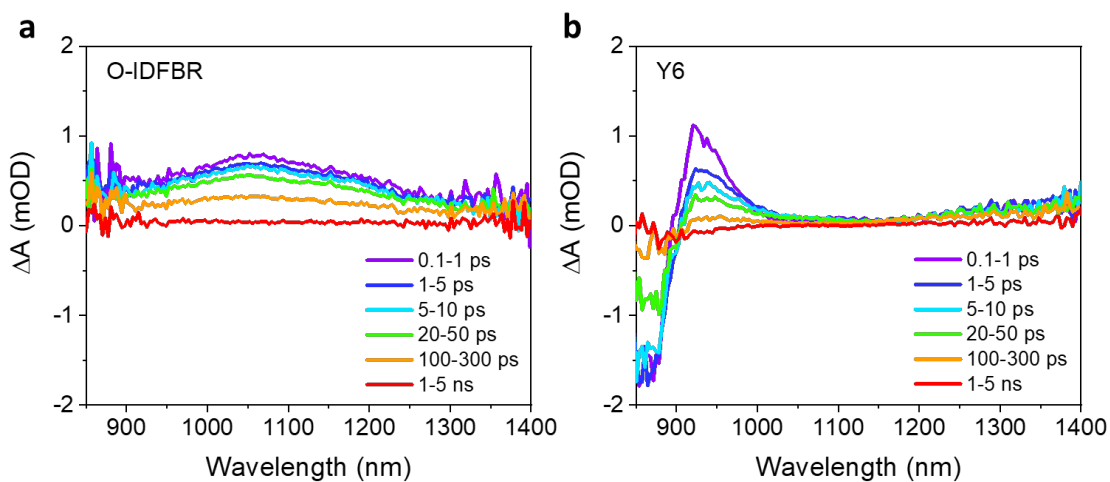 a
O-IDFBR
2
1
0
-1
-2
ΔA (mOD)
0.1-1 ps
1-5 ps
5-10 ps
20-50 ps
100-300 ps
1-5 ns
900 1000 1100 1200 1300 1400
Wavelength (nm)
b
Y6
2
1
0
-1
-2
ΔA (mOD)
0.1-1 ps
1-5 ps
5-10 ps
20-50 ps
100-300 ps
1-5 ns
900 1000 1100 1200 1300 1400
Wavelength (nm)